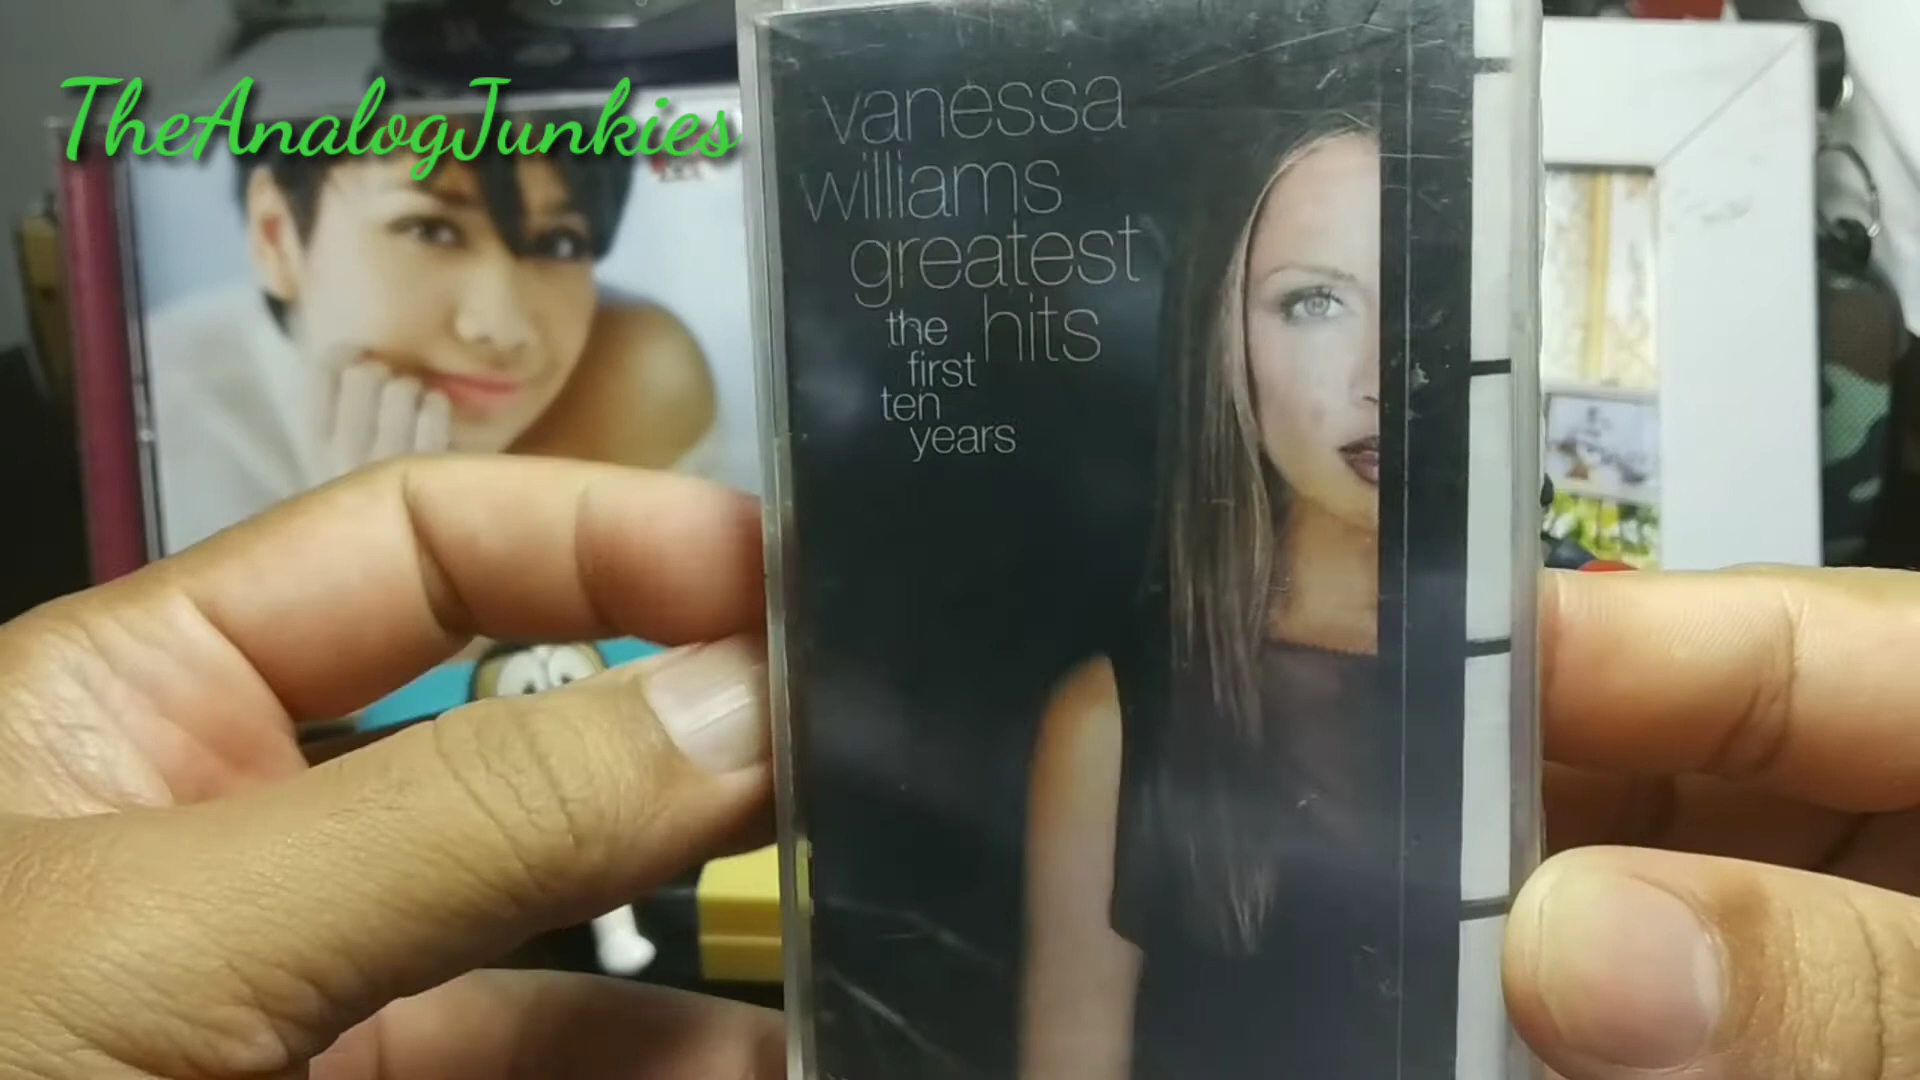 TheAnalogJunkies
vanessa
williams
greatest
hits
the
first
ten
years